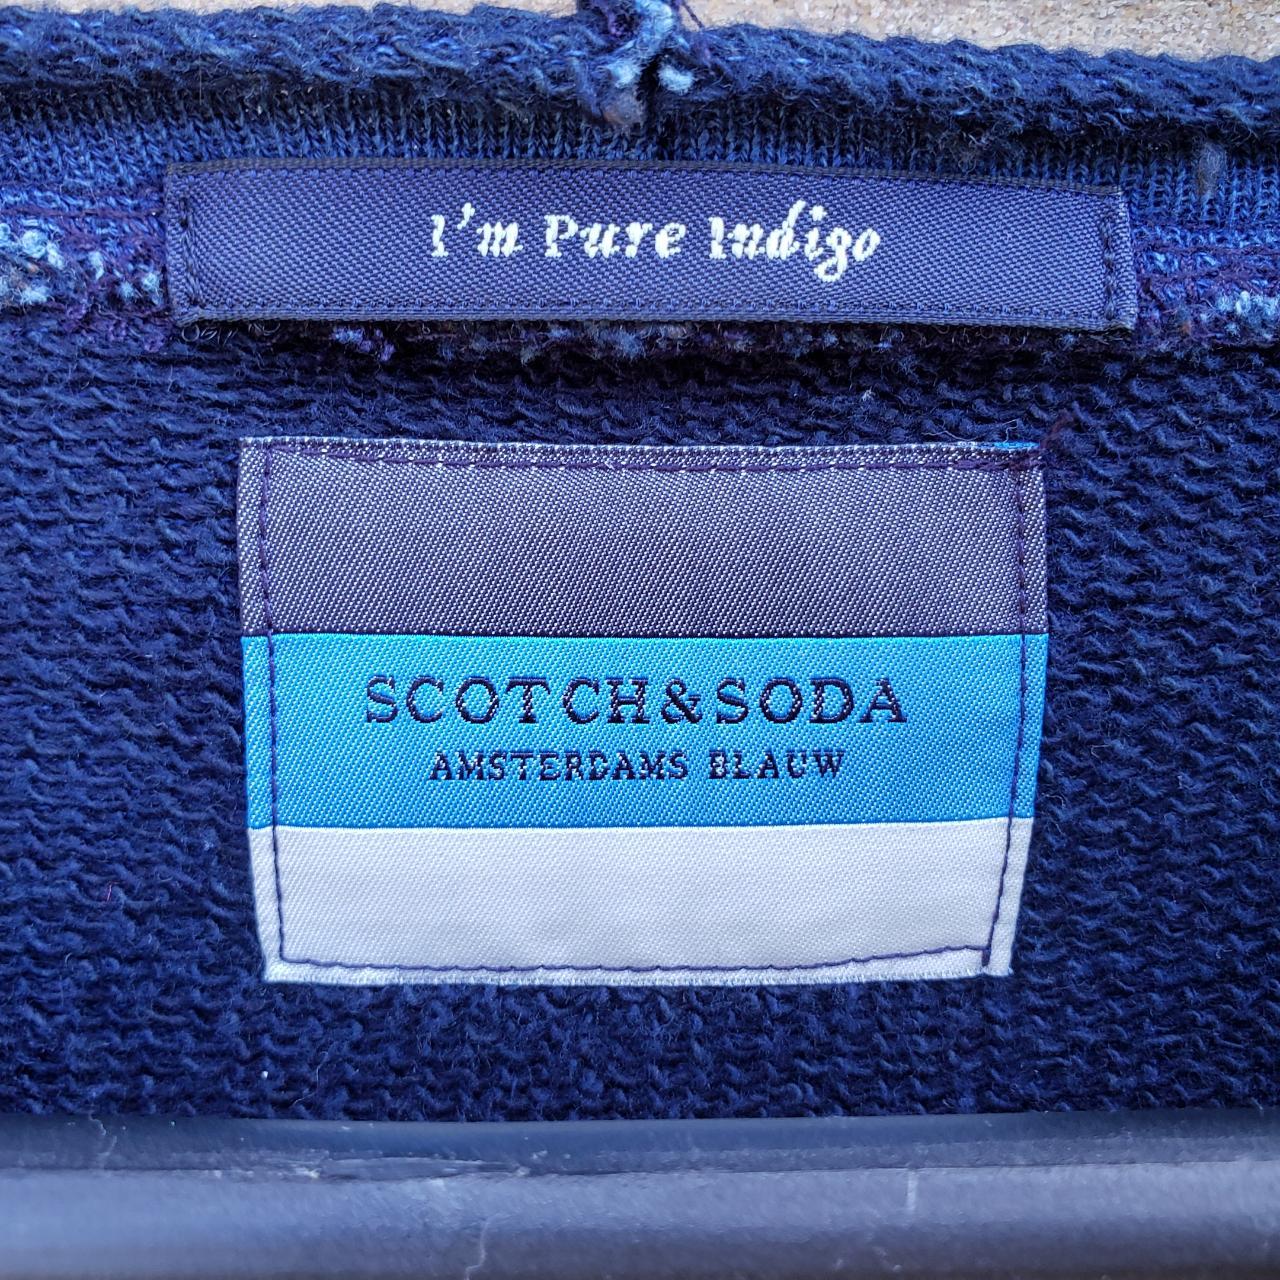 I'm Pure Indigo
SCOTCH&SODA
AMSTERDAMS BLAUW